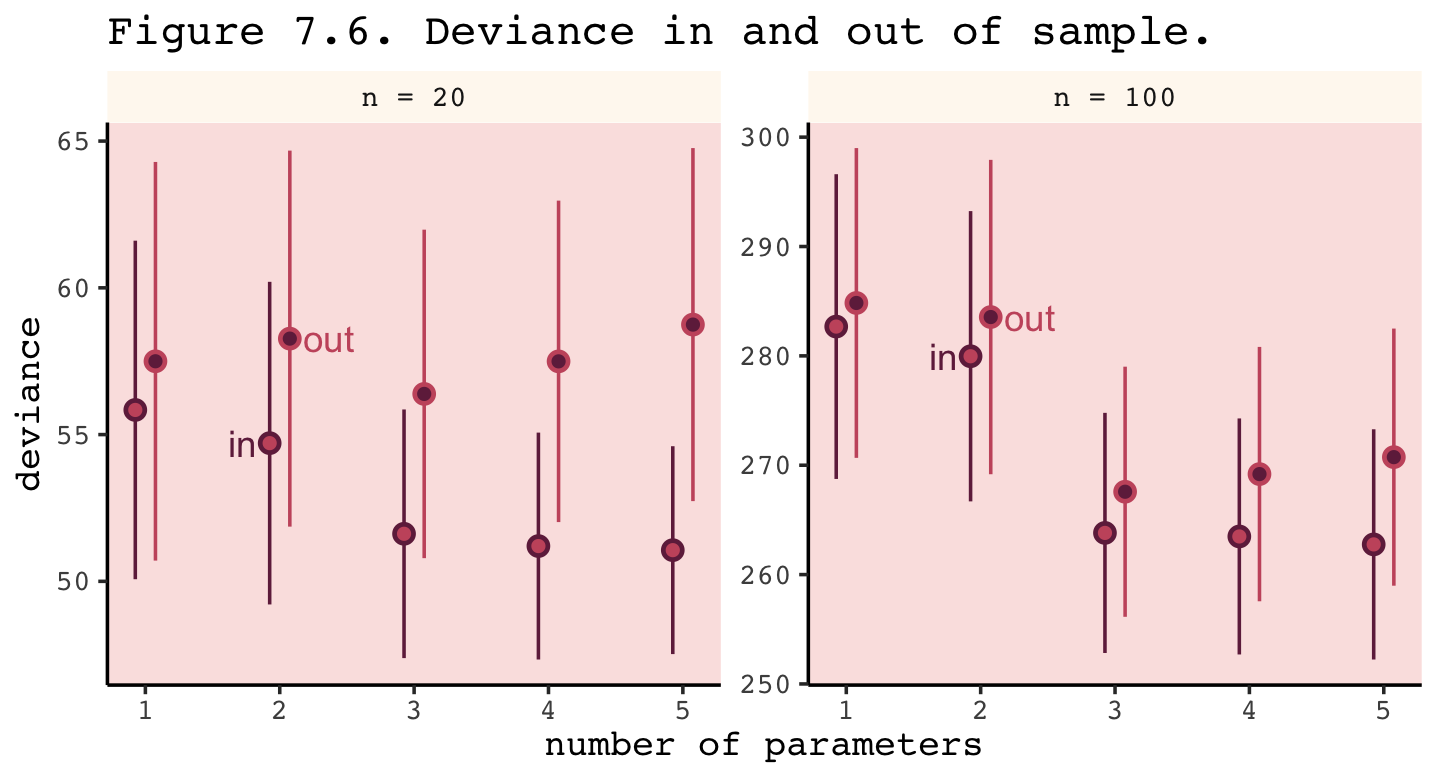 Figure 7.6. Deviance in and out of sample.
n = 20
n = 100
deviance
65
60
55
50
in
out
1 2 3 4 5
300
290
280
270
260
250
in
out
1 2 3 4 5
number of parameters